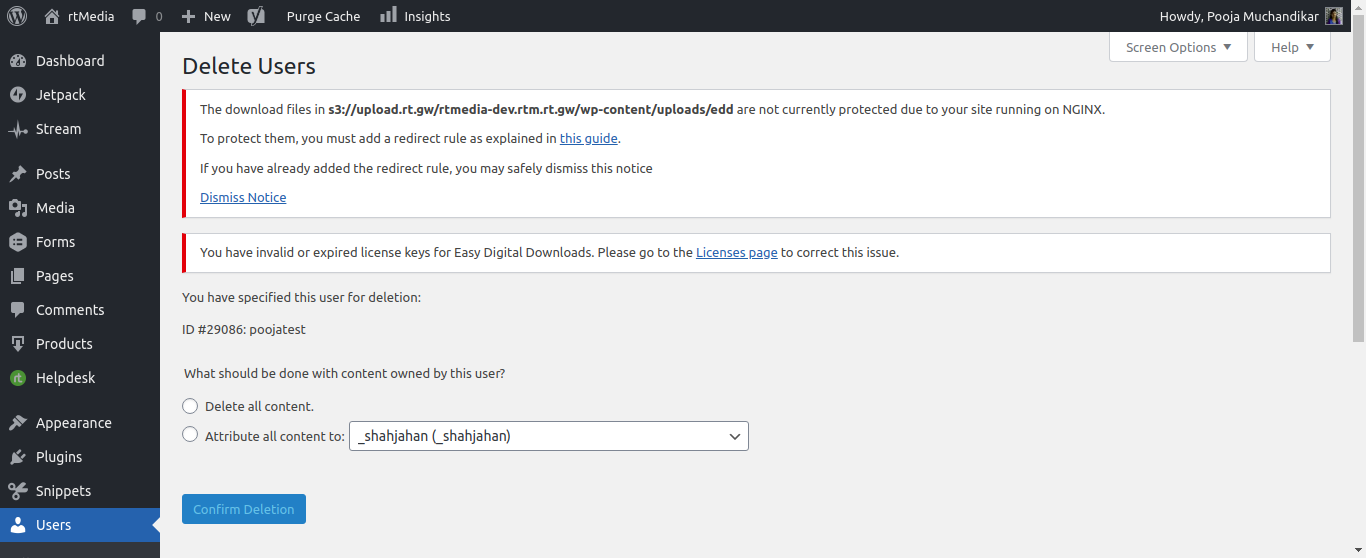 rtMedia 0 New Purge Cache Insights Howdy, Pooja Muchandikar
Screen Options Help
Dashboard
Jetpack
Stream
Posts
Media
Forms
Pages
Comments
Products
rt Helpdesk
Appearance
Plugins
Snippets
Users
Delete Users
The download files in s3://upload.rt.gw/rtmedia-dev.rtm.rt.gw/wp-content/uploads/edd are not currently protected due to your site running on NGINX.
To protect them, you must add a redirect rule as explained in this guide.
If you have already added the redirect rule, you may safely dismiss this notice
Dismiss Notice
You have invalid or expired license keys for Easy Digital Downloads. Please go to the Licenses page to correct this issue.
You have specified this user for deletion:
ID #29086: poojatest
What should be done with content owned by this user?
Delete all content.
Attribute all content to: _shahjahan (_shahjahan)
Confirm Deletion